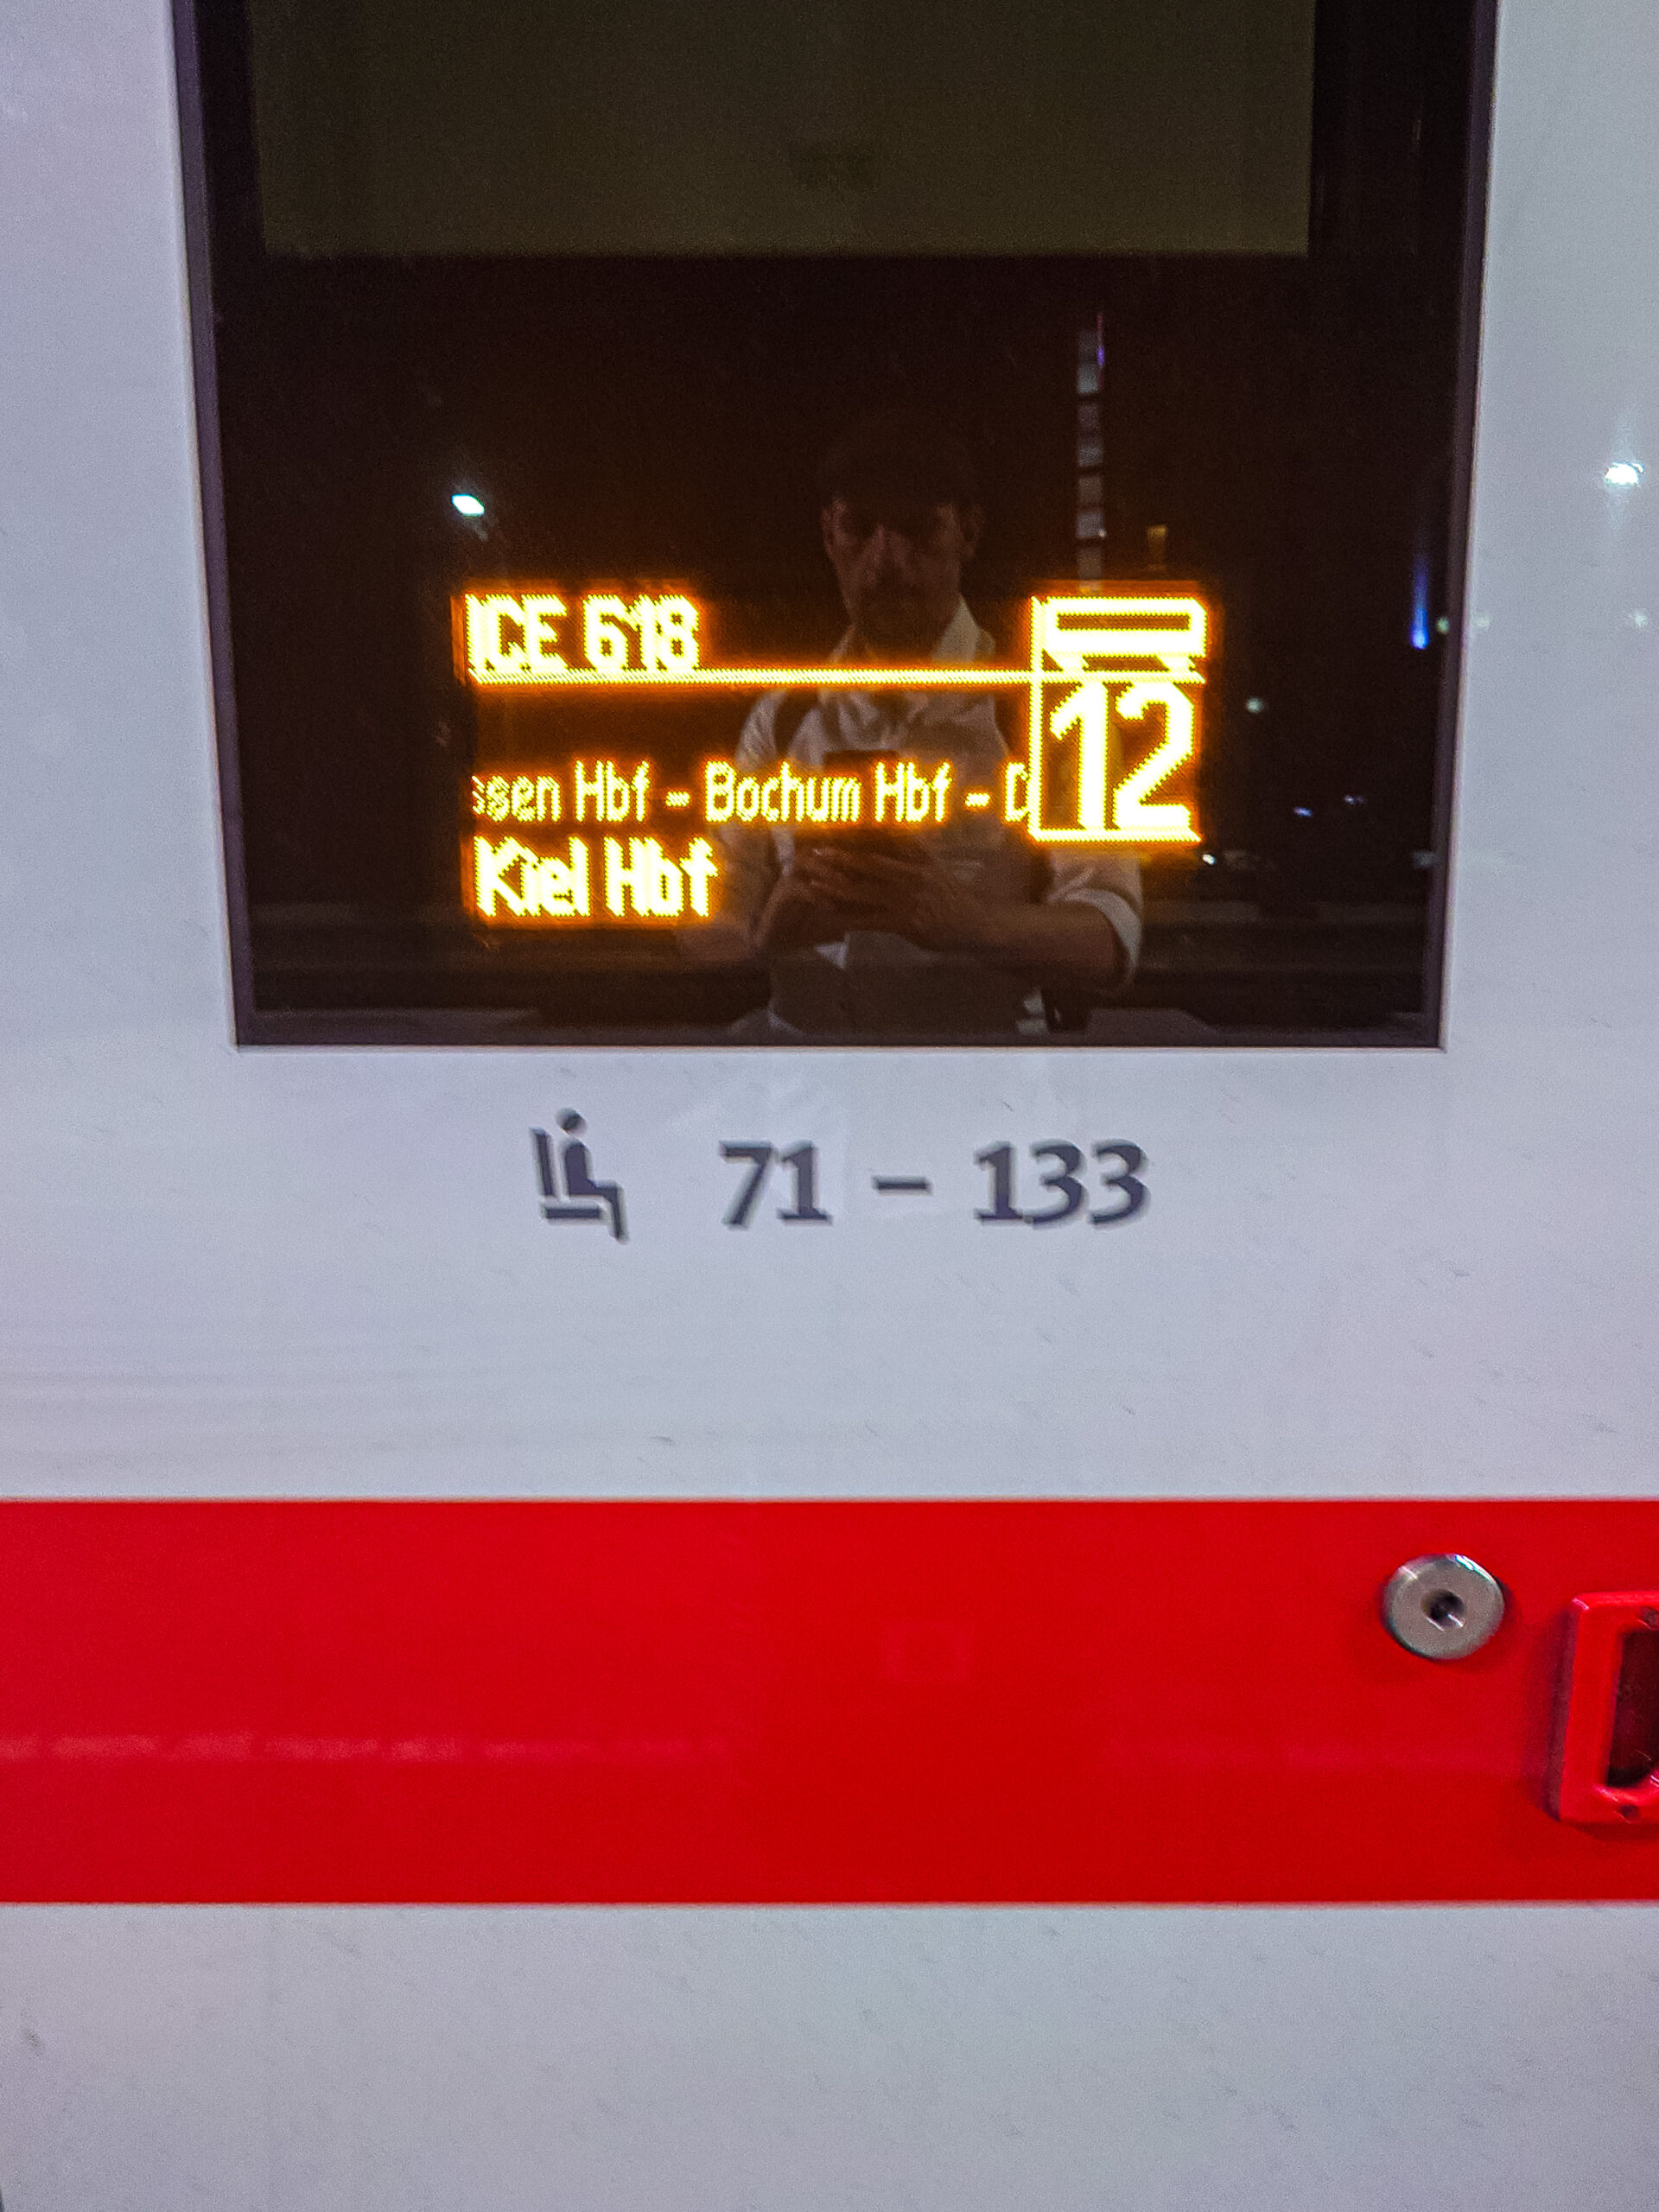 ICE 618
12
ssen Hbf - Bochum Hbf - D
Kiel Hbf
71 – 133